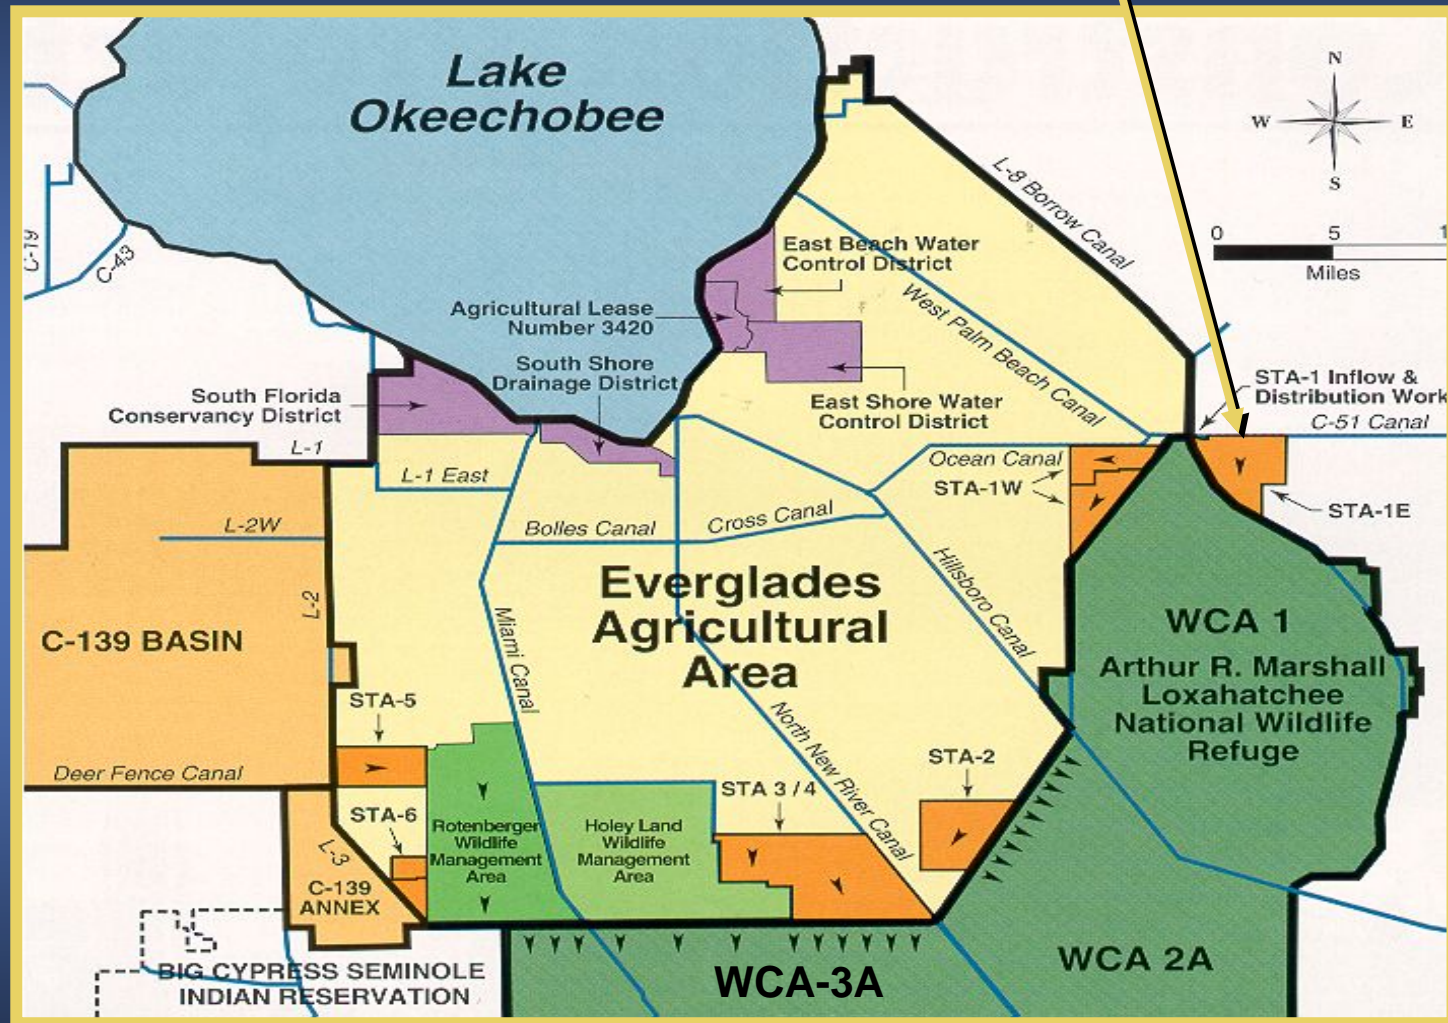 Lake
Okeechobee
N
W
E
S
0
5
1
Miles
L-8 Borrow Canal
C-19
C-43
East Beach Water
Control District
Agricultural Lease
Number 3420
West Palm Beach Canal
South Shore
Drainage District
South Florida
Conservancy District
East Shore Water
Control District
STA-1 Inflow &
Distribution Work
C-51 Canal
L-1
L-1 East
Ocean Canal
STA-1W
STA-1E
L-2W
Bolles Canal
Cross Canal
Hillsboro Canal
L-2
Everglades
Agricultural
Area
Miami Canal
C-139 BASIN
WCA 1
Arthur R. Marshall
Loxahatchee
National Wildlife
Refuge
STA-5
North New River Canal
STA-2
Deer Fence Canal
STA 3/4
STA-6
Rotenberger
Wildlife
Management
Area
Holey Land
Wildlife
Management
Area
L-3
C-139
ANNEX
BIG CYPRESS SEMINOLE
INDIAN RESERVATION
WCA-3A
WCA 2A